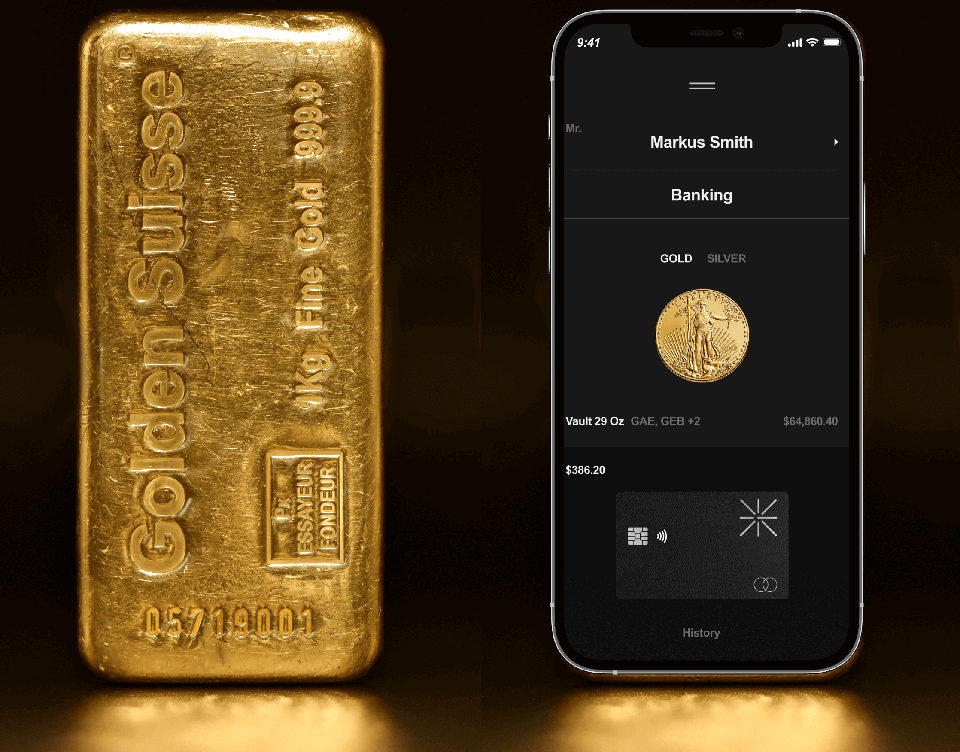 Golden Suisse
1Kg Fine Gold 999.9
ESSAYEUR
FONDEUR
05719001
9:41
Mr.
Markus Smith
Banking
GOLD SILVER
Vault 29 Oz GAE, GEB +2 $64,860.40
$386.20
History